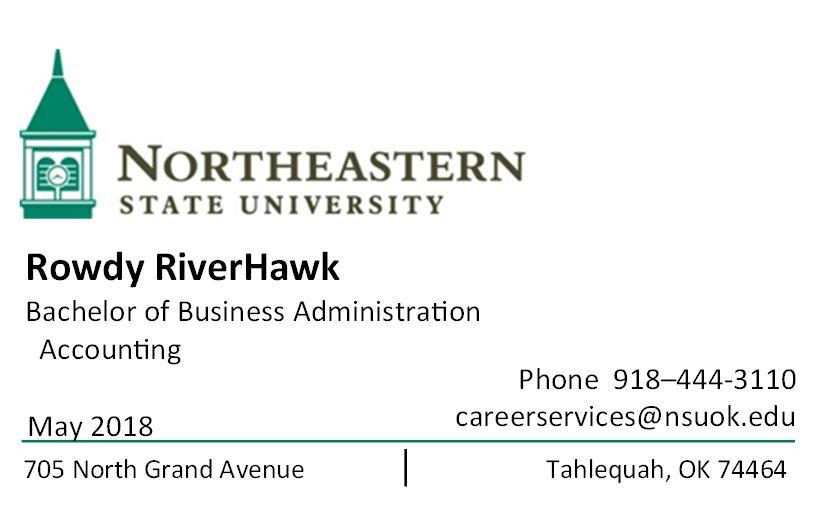 NORTHEASTERN
STATE UNIVERSITY
Rowdy RiverHawk
Bachelor of Business Administration
Accounting
Phone 918–444-3110
careerservices@nsuok.edu
May 2018
705 North Grand Avenue | Tahlequah, OK 74464